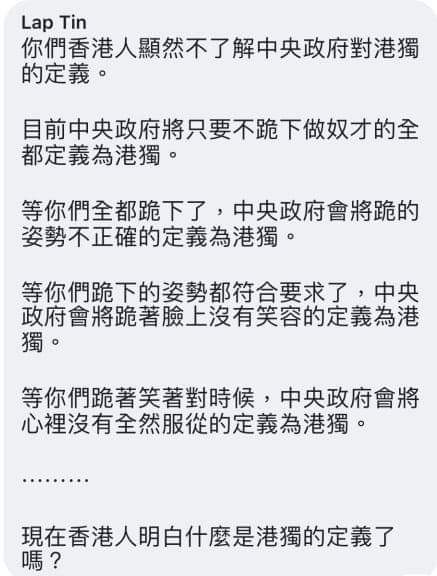 Lap Tin
你們香港人顯然不了解中央政府對港獨
的定義。
目前中央政府將只要不跪下做奴才的全
都定義為港獨。
等你們全都跪下了，中央政府會將跪的
姿勢不正確的定義為港獨。
等你們跪下的姿勢都符合要求了，中央
政府會將跪著臉上沒有笑容的定義為港
獨。
等你們跪著笑著對時候，中央政府會將
心裡沒有全然服從的定義為港獨。
………
現在香港人明白什麼是港獨的定義了
嗎？